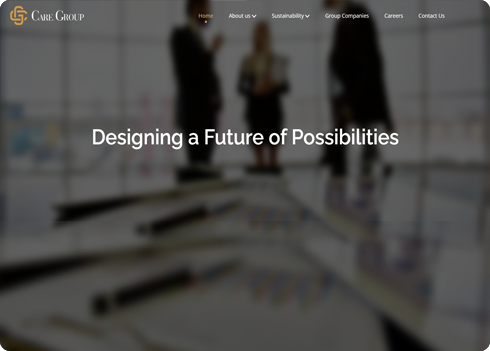 CARE GROUP
Home
About us
Sustainability
Group Companies
Careers
Contact Us
Designing a Future of Possibilities